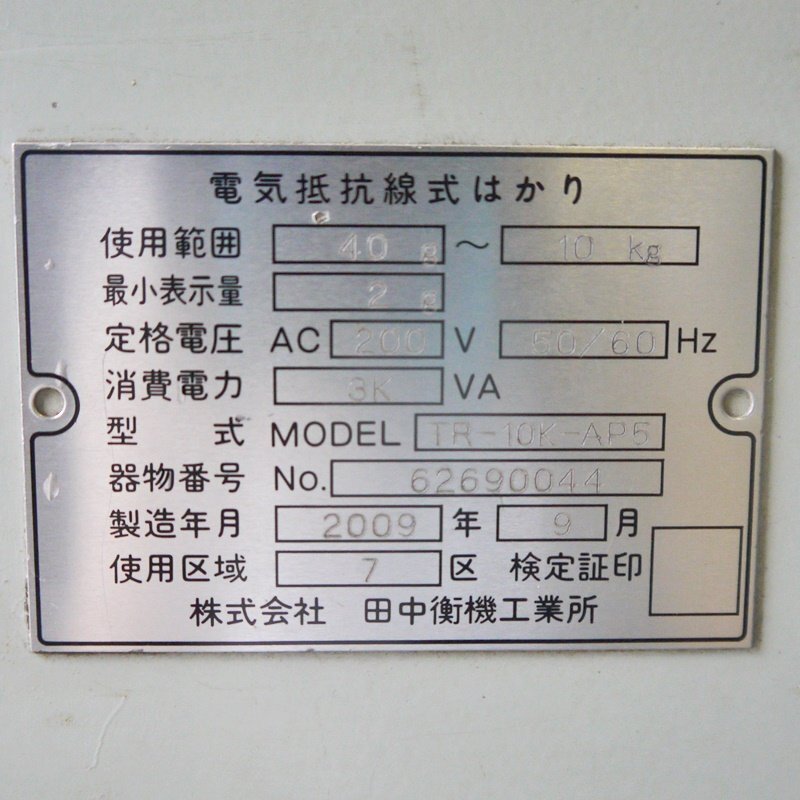 電気抵抗線式はかり
使用範囲 40 g ～ 10 kg
最小表示量 2 g
定格電圧 AC 200 V 50/60 Hz
消費電力 3K VA
型 式 MODEL TR-10K-AP5
器物番号 No. 62690044
製造年月 2009 年 9 月
使用区域 7 区 検定証印
株式会社 田中衡機工業所